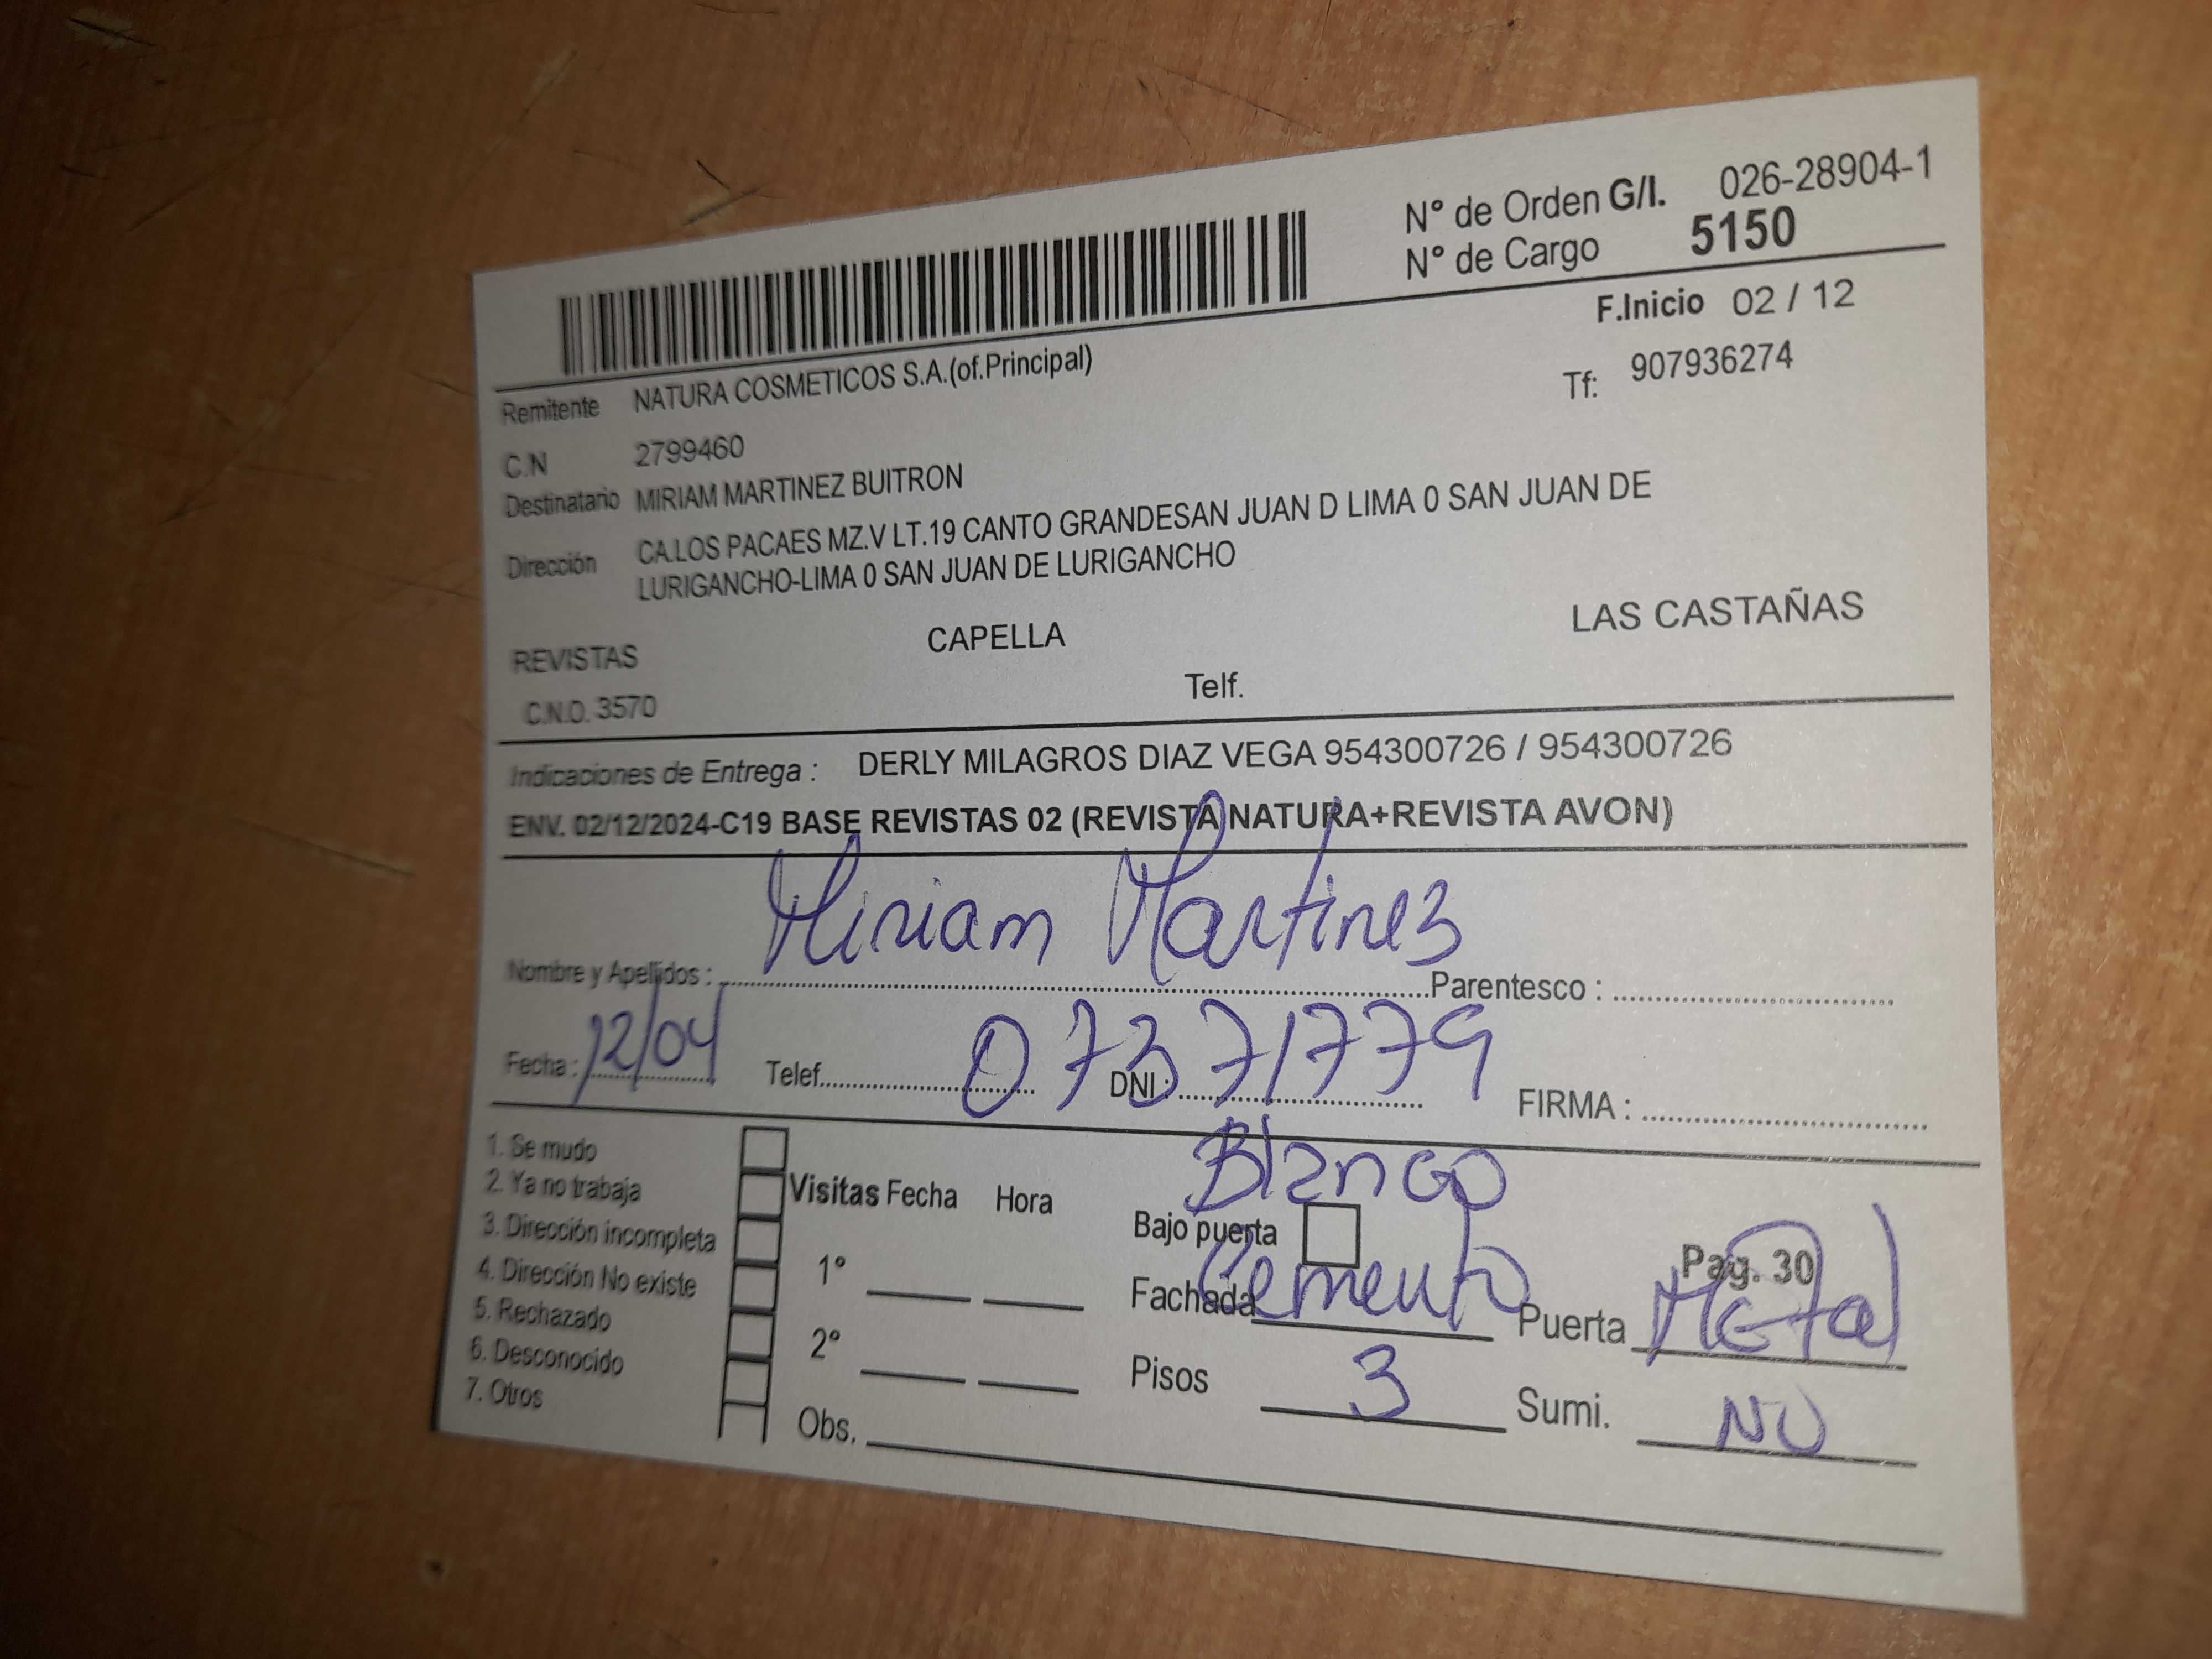 N° de Orden G/I. 026-28904-1
N° de Cargo 5150
F.Inicio 02 / 12
Remitente NATURA COSMETICOS S.A.(of.Principal)
Tf: 907936274
C.N 2799460
Destinatario MIRIAM MARTINEZ BUITRON
Dirección CA.LOS PACAES MZ.V LT.19 CANTO GRANDESAN JUAN D LIMA 0 SAN JUAN DE
LURIGANCHO-LIMA 0 SAN JUAN DE LURIGANCHO
REVISTAS CAPELLA LAS CASTAÑAS
C.N.O. 3570 Telf.
Indicaciones de Entrega : DERLY MILAGROS DIAZ VEGA 954300726 / 954300726
ENV. 02/12/2024-C19 BASE REVISTAS 02 (REVISTA NATURA+REVISTA AVON)
Miriam Martinez
Nombre y Apellidos : Parentesco :
Fecha : 12/04 Telef. DNI : 07371779 FIRMA :
1. Se mudo
2. Ya no trabaja
3. Dirección incompleta
4. Dirección No existe
5. Rechazado
6. Desconocido
7. Otros
Visitas Fecha Hora
1°
2°
Obs.
Blanco
Bajo puerta
Pag. 30
Fachada Cemento Puerta Metal
Pisos 3 Sumi. NO